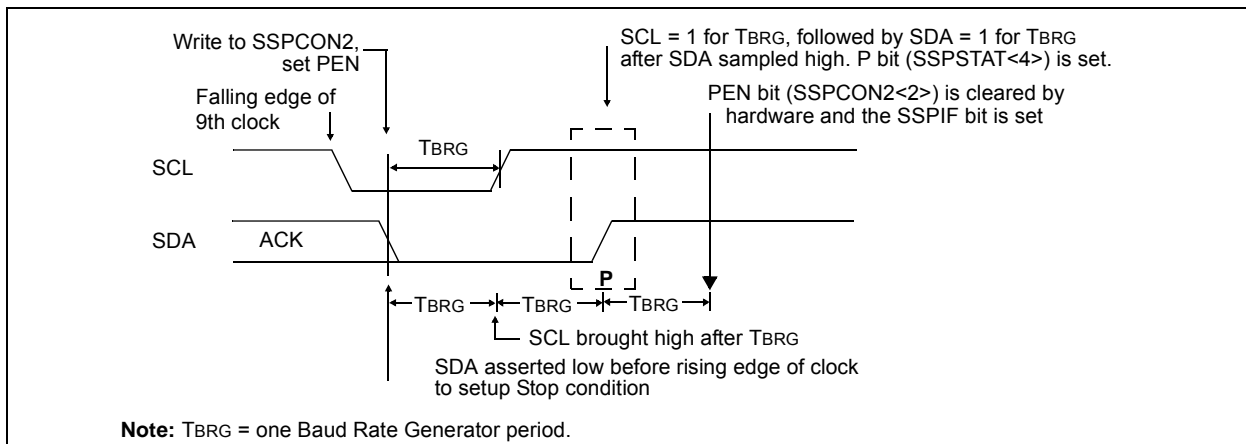 Write to SSPCON2,
set PEN
SCL = 1 for TBRG, followed by SDA = 1 for TBRG
after SDA sampled high. P bit (SSPSTAT<4>) is set.
Falling edge of
9th clock
PEN bit (SSPCON2<2>) is cleared by
hardware and the SSPIF bit is set
TBRG
SCL
SDA
ACK
P
TBRG
TBRG
TBRG
SCL brought high after TBRG
SDA asserted low before rising edge of clock
to setup Stop condition
Note: TBRG = one Baud Rate Generator period.